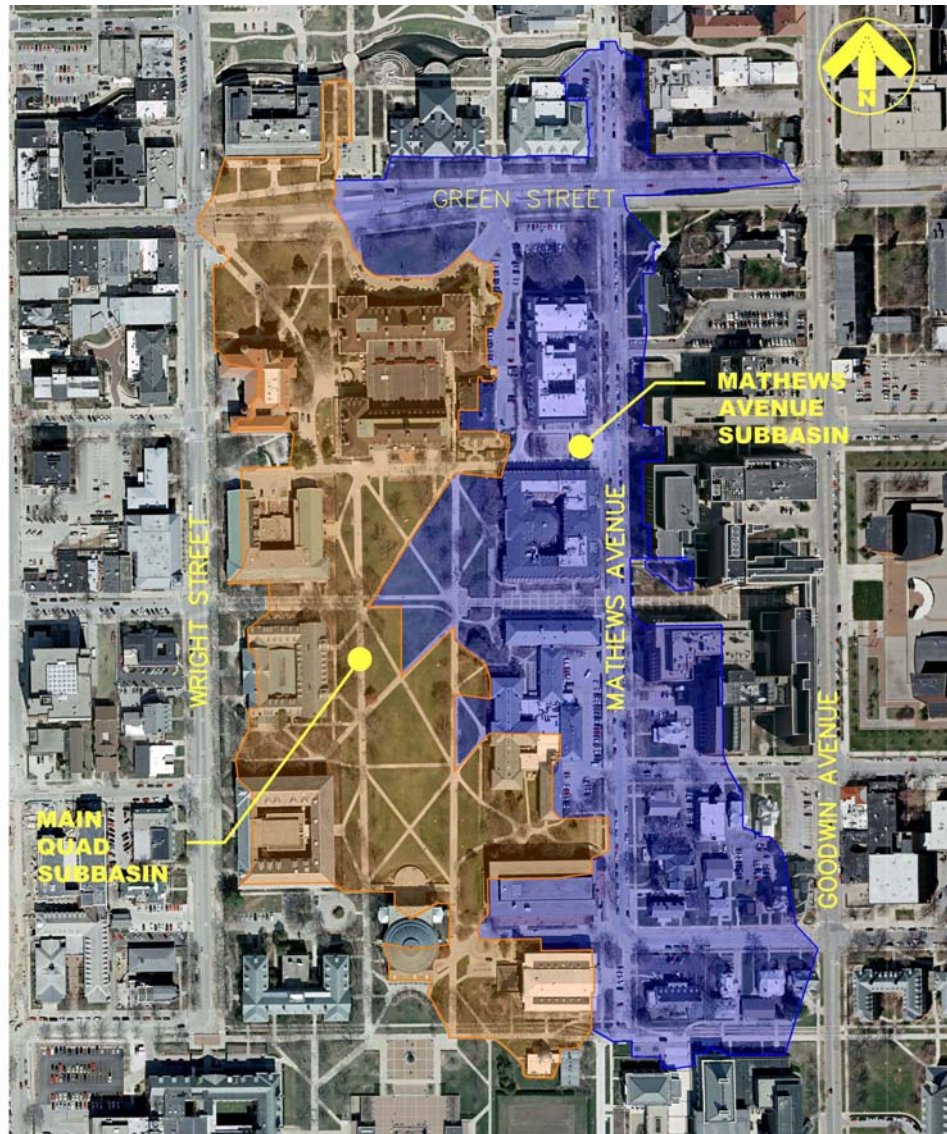 N
GREEN STREET
MATHEWS
AVENUE
SUBBASIN
MATHEWS AVENUE
WRIGHT STREET
GOODWIN AVENUE
MAIN
QUAD
SUBBASIN